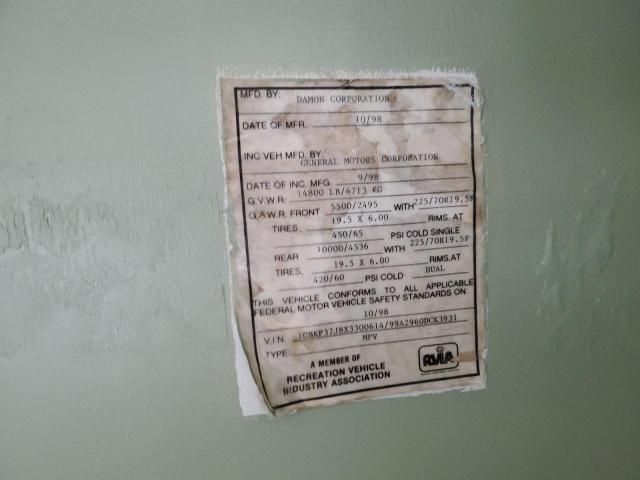 MFD. BY: DAMON CORPORATION
DATE OF MFR. 10/98
INC VEH MFD. BY: GENERAL MOTORS CORPORATION
DATE OF INC. MFG. 9/98
G.V.W.R. 14800 LB/6713 KG
G.A.W.R. FRONT 5500/2495 WITH 225/70R19.5F
TIRES 19.5 X 6.00 RIMS. AT
450/65 PSI COLD SINGLE
REAR 10000/4536 WITH 225/70R19.5F
TIRES, 19.5 X 6.00 RIMS,AT
420/60 PSI COLD DUAL
THIS VEHICLE CONFORMS TO ALL APPLICABLE
FEDERAL MOTOR VEHICLE SAFETY STANDARDS ON
10/98
V.I.N. 1GBKP37J8X3300614/99A2960DCK3931
TYPE MPV
A MEMBER OF
RECREATION VEHICLE
INDUSTRY ASSOCIATION
RVIA